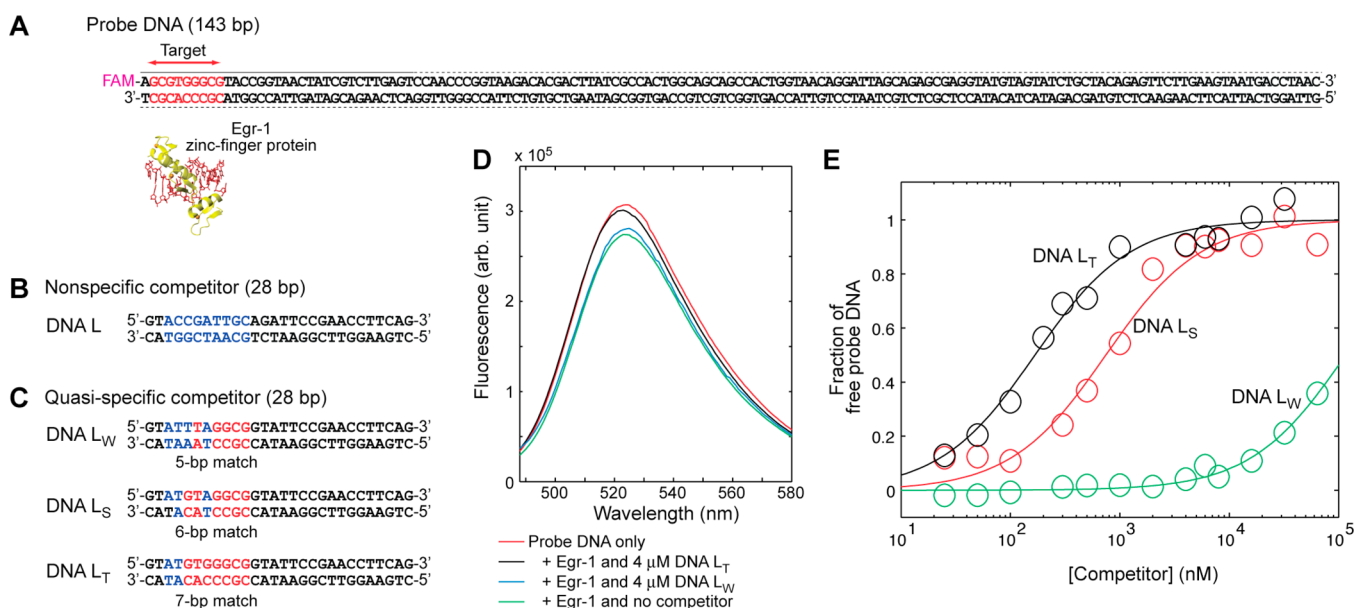 A
Probe DNA (143 bp)
Target
FAM-AGCGTGGGCGTACCGGTAACTATCGTCTTGAGTCCAACCCGGTAAGACACGACTTATCGCCACTGGCAGCAGCCACTGGTAACAGGATTAGCAGAGCGAGGTATGTAGTATCTGCTACAGAGTTCTTGAAGTAATGACCTAAC-3'
3'-TCGCACCCGCATGGCCATTGATAGCAGAACTCAGGTTGGGCCATTCTGTGCTGAATAGCGGTGACCGTCGTCGGTGACCATTGTCCTAATCGTCTCGCTCCATACATCATAGACGATGTCTCAAGAACTTCATTACTGGATTG-5'
Egr-1
zinc-finger protein
B
Nonspecific competitor (28 bp)
DNA L
5'-GTACCGATTGCAGATTCCGAACCTTCAG-3'
3'-CATGGCTAACGTCTAAGGCTTGGAAGTC-5'
C
Quasi-specific competitor (28 bp)
DNA LW
5'-GTATTTAGGCGGTATTCCGAACCTTCAG-3'
3'-CATAAATCCGCCATAAGGCTTGGAAGTC-5'
5-bp match
DNA LS
5'-GTATGTAGGCGGTATTCCGAACCTTCAG-3'
3'-CATACATCCGCCATAAGGCTTGGAAGTC-5'
6-bp match
DNA LT
5'-GTATGTGGGCGGTATTCCGAACCTTCAG-3'
3'-CATACACCCGCCATAAGGCTTGGAAGTC-5'
7-bp match
D
x 10⁵
Fluorescence (arb. unit)
3
2
1
0
500
520
540
560
580
Wavelength (nm)
Probe DNA only
+ Egr-1 and 4 μM DNA LT
+ Egr-1 and 4 μM DNA LW
+ Egr-1 and no competitor
E
Fraction of
free probe DNA
1
0.8
0.6
0.4
0.2
0
DNA LT
DNA LS
DNA LW
10¹
10²
10³
10⁴
10⁵
[Competitor] (nM)